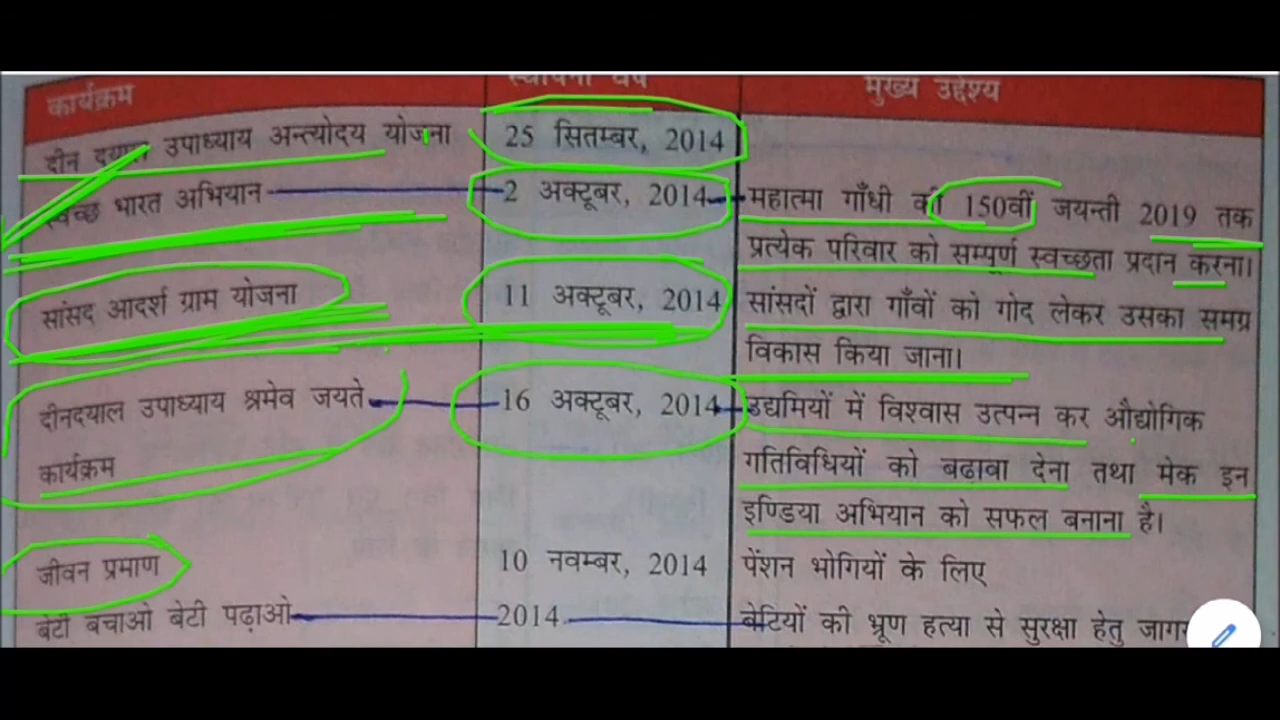 कार्यक्रम स्थापना वर्ष मुख्य उद्देश्य
दीन दयाल उपाध्याय अन्त्योदय योजना 25 सितम्बर, 2014
स्वच्छ भारत अभियान 2 अक्टूबर, 2014 महात्मा गाँधी की 150वीं जयन्ती 2019 तक
प्रत्येक परिवार को सम्पूर्ण स्वच्छता प्रदान करना।
सांसद आदर्श ग्राम योजना 11 अक्टूबर, 2014 सांसदों द्वारा गाँवों को गोद लेकर उसका समग्र
विकास किया जाना।
दीनदयाल उपाध्याय श्रमेव जयते 16 अक्टूबर, 2014 उद्यमियों में विश्वास उत्पन्न कर औद्योगिक
कार्यक्रम गतिविधियों को बढ़ावा देना तथा मेक इन
इण्डिया अभियान को सफल बनाना है।
जीवन प्रमाण 10 नवम्बर, 2014 पेंशन भोगियों के लिए
बेटी बचाओ बेटी पढ़ाओ 2014 बेटियों की भ्रूण हत्या से सुरक्षा हेतु